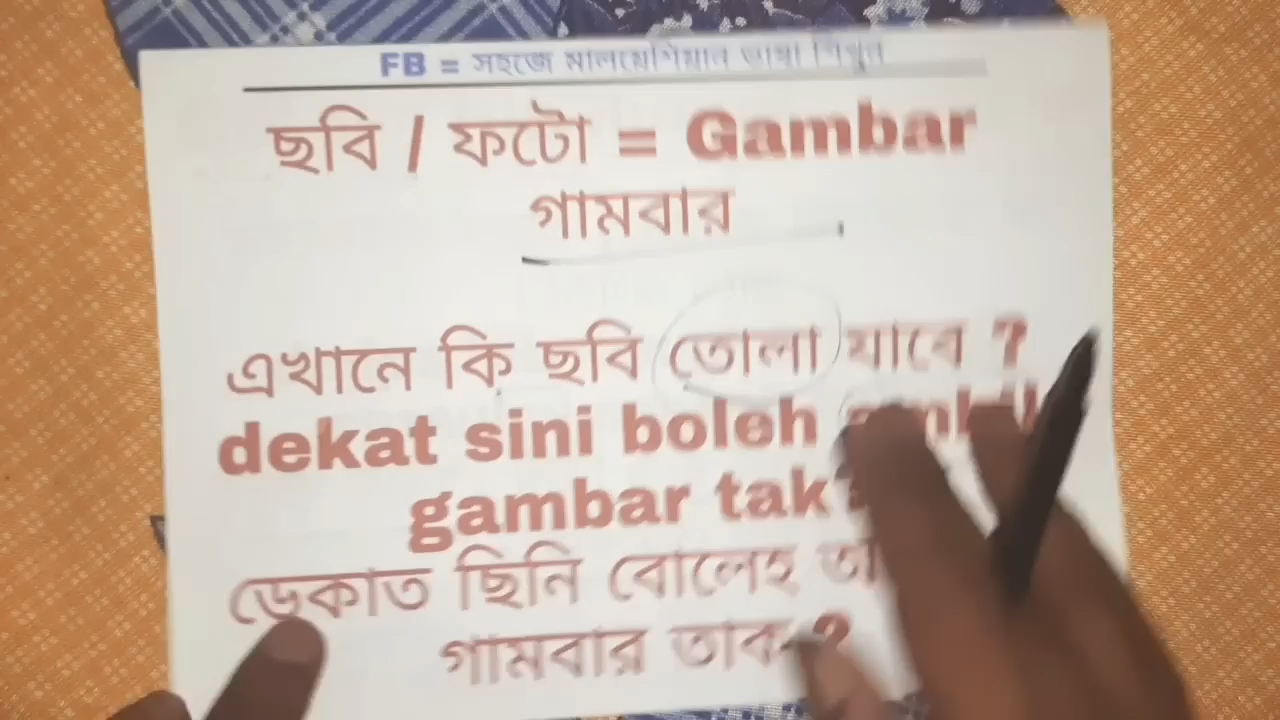 FB = সহজে মালয়েশিয়ান ভাষা শিখুন
ছবি / ফটো = Gambar
গামবার
এখানে কি ছবি তোলা যাবে ?
dekat sini boleh
gambar tak?
ডেকাত ছিনি বোলেহ
গামবার তাক ?